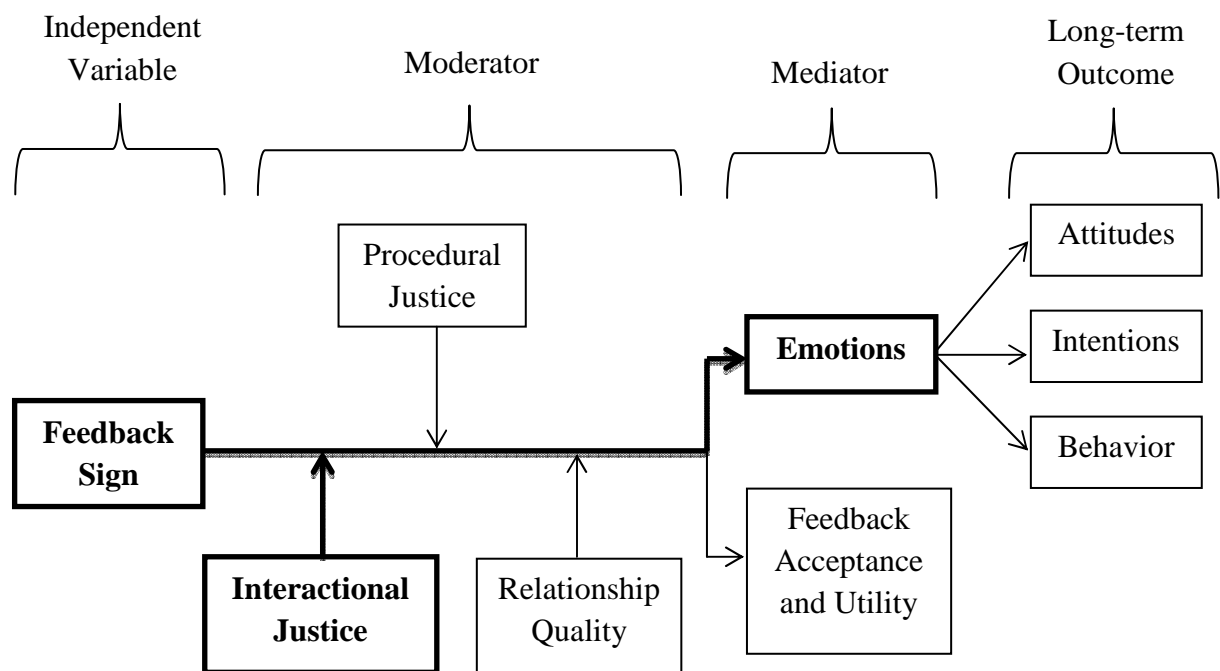 Independent
Variable
Moderator
Mediator
Long-term
Outcome
Procedural
Justice
Attitudes
Emotions
Intentions
Feedback
Sign
Behavior
Interactional
Justice
Relationship
Quality
Feedback
Acceptance
and Utility